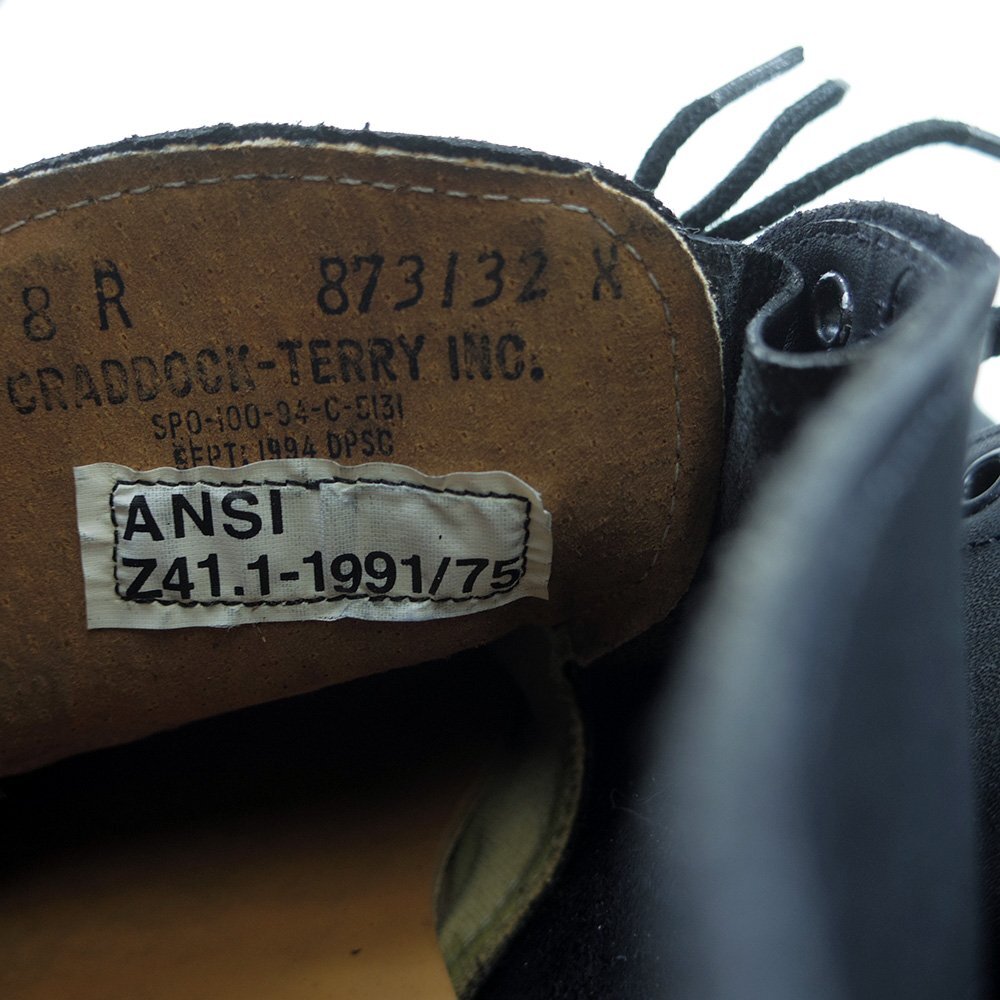 8 R 873132 X
CRADDOCK-TERRY INC.
SPO-100-94-C-5131
SEPT: 1994 DPSC
ANSI
Z41.1-1991/75